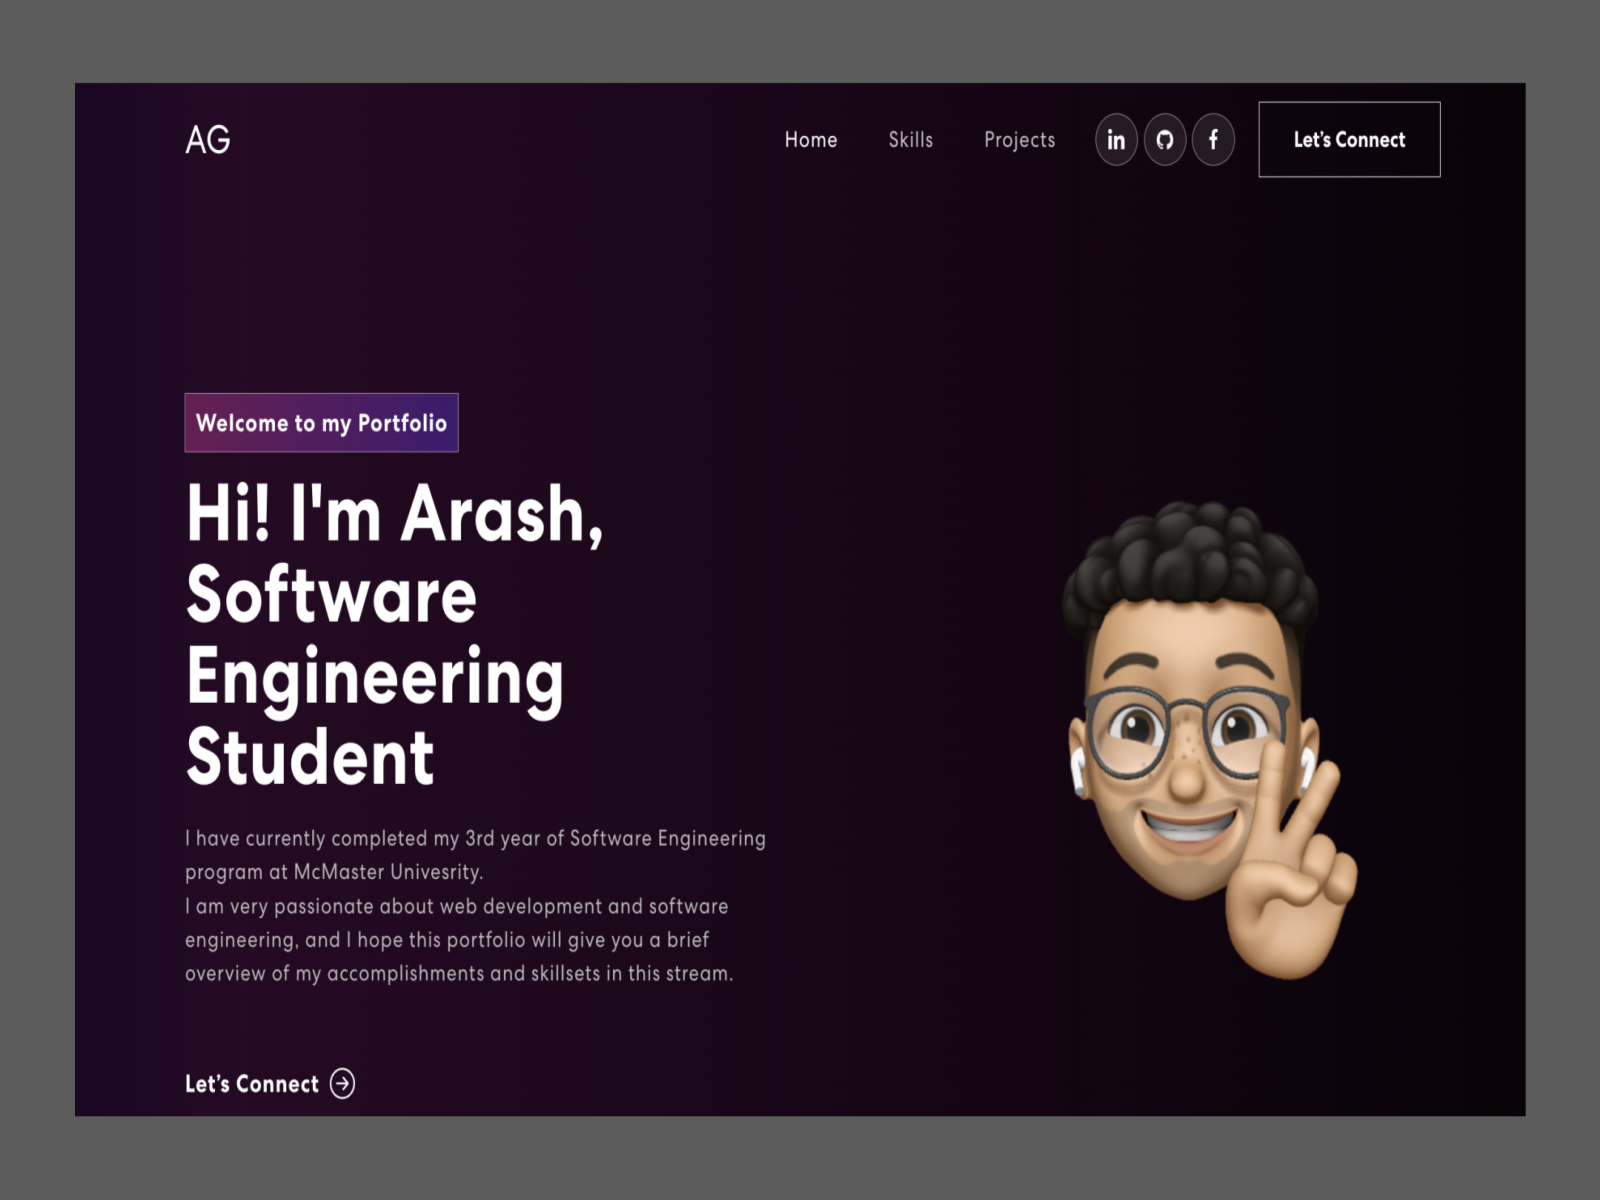 AG
Home Skills Projects in f Let's Connect
Welcome to my Portfolio
Hi! I'm Arash,
Software
Engineering
Student
I have currently completed my 3rd year of Software Engineering
program at McMaster Univesrity.
I am very passionate about web development and software
engineering, and I hope this portfolio will give you a brief
overview of my accomplishments and skillsets in this stream.
Let's Connect